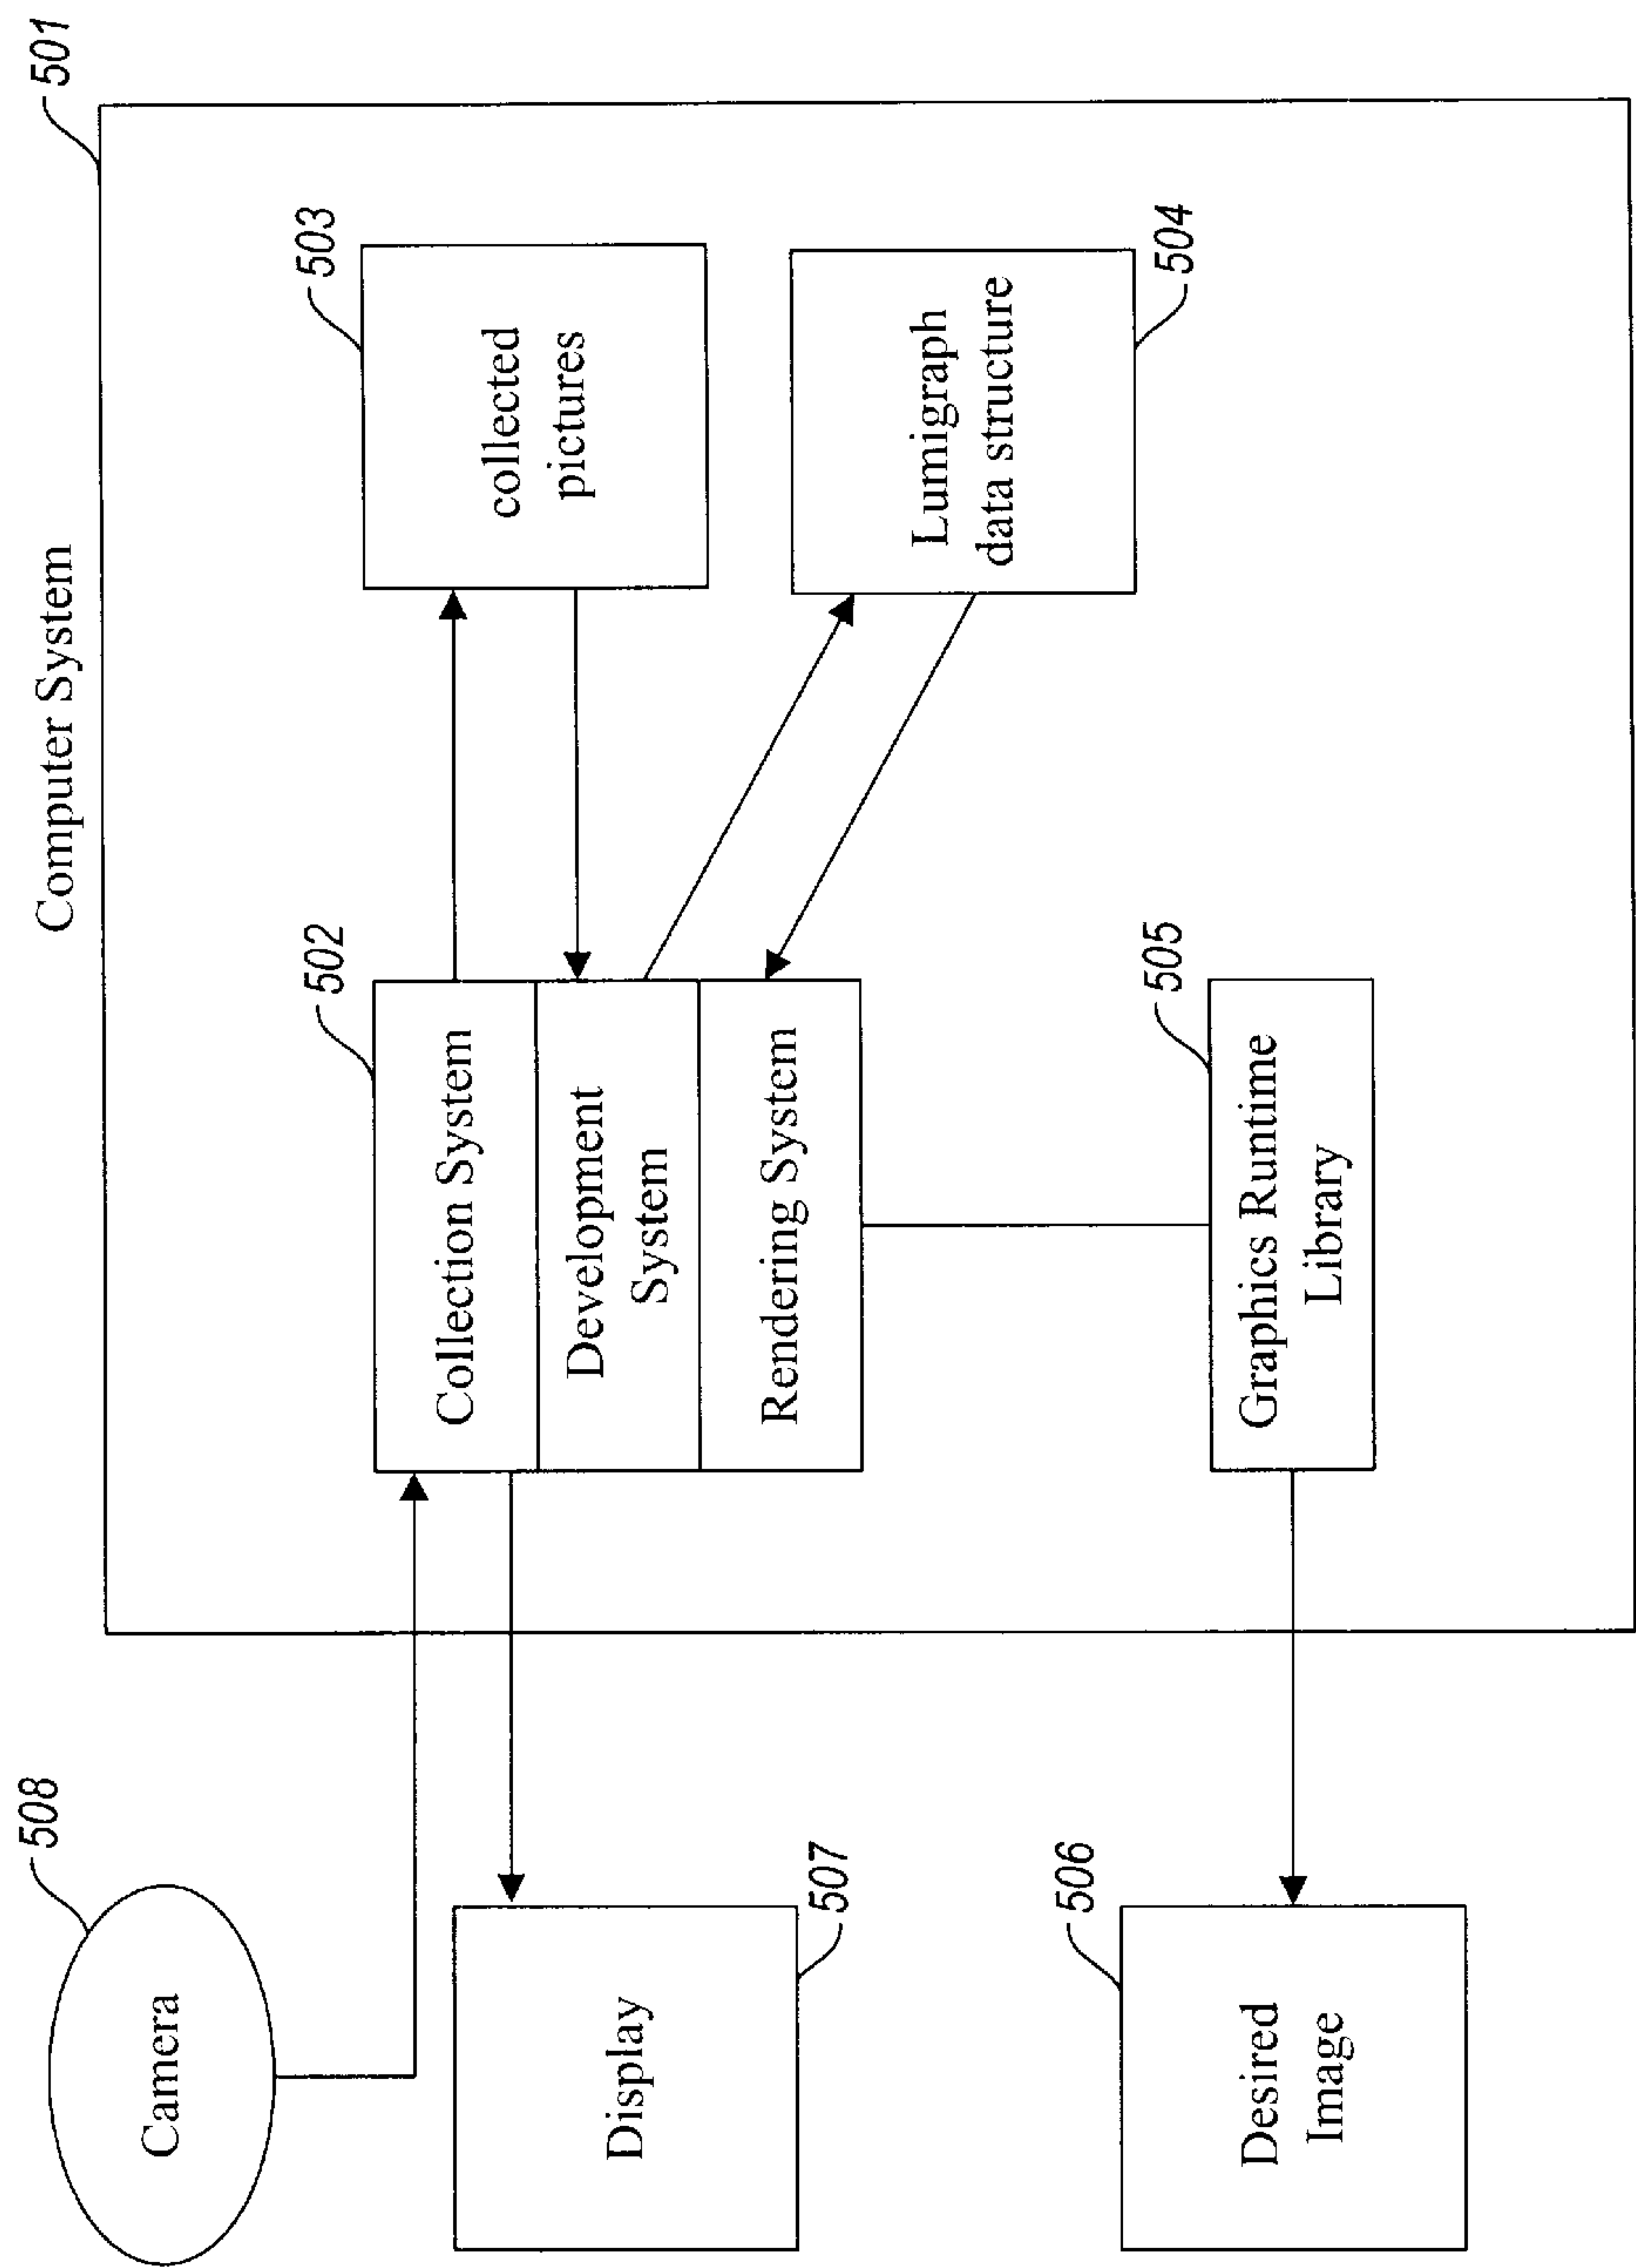 Computer System
501
508
Camera
502
Collection System
503
collected
pictures
Development
System
Display
507
Rendering System
Lumigraph
data structure
504
505
Graphics Runtime
Library
506
Desired
Image